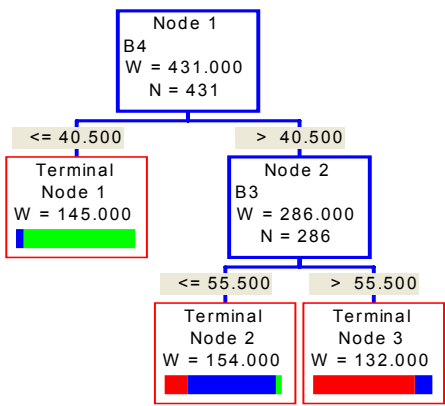 Node 1
B4
W = 431.000
N = 431
<= 40.500
> 40.500
Terminal
Node 1
W = 145.000
Node 2
B3
W = 286.000
N = 286
<= 55.500
> 55.500
Terminal
Node 2
W = 154.000
Terminal
Node 3
W = 132.000